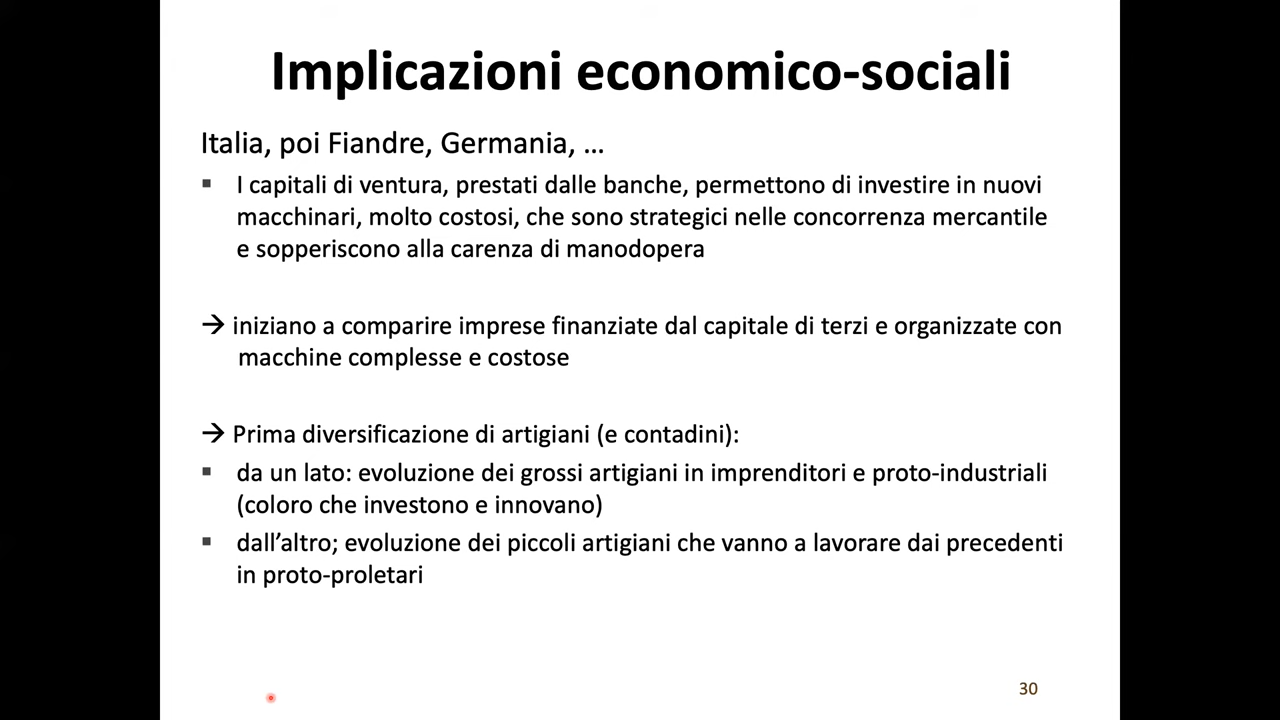 Implicazioni economico-sociali
Italia, poi Fiandre, Germania, ...
▪ I capitali di ventura, prestati dalle banche, permettono di investire in nuovi
macchinari, molto costosi, che sono strategici nelle concorrenza mercantile
e sopperiscono alla carenza di manodopera
→ iniziano a comparire imprese finanziate dal capitale di terzi e organizzate con
macchine complesse e costose
→ Prima diversificazione di artigiani (e contadini):
▪ da un lato: evoluzione dei grossi artigiani in imprenditori e proto-industriali
(coloro che investono e innovano)
▪ dall’altro; evoluzione dei piccoli artigiani che vanno a lavorare dai precedenti
in proto-proletari
30